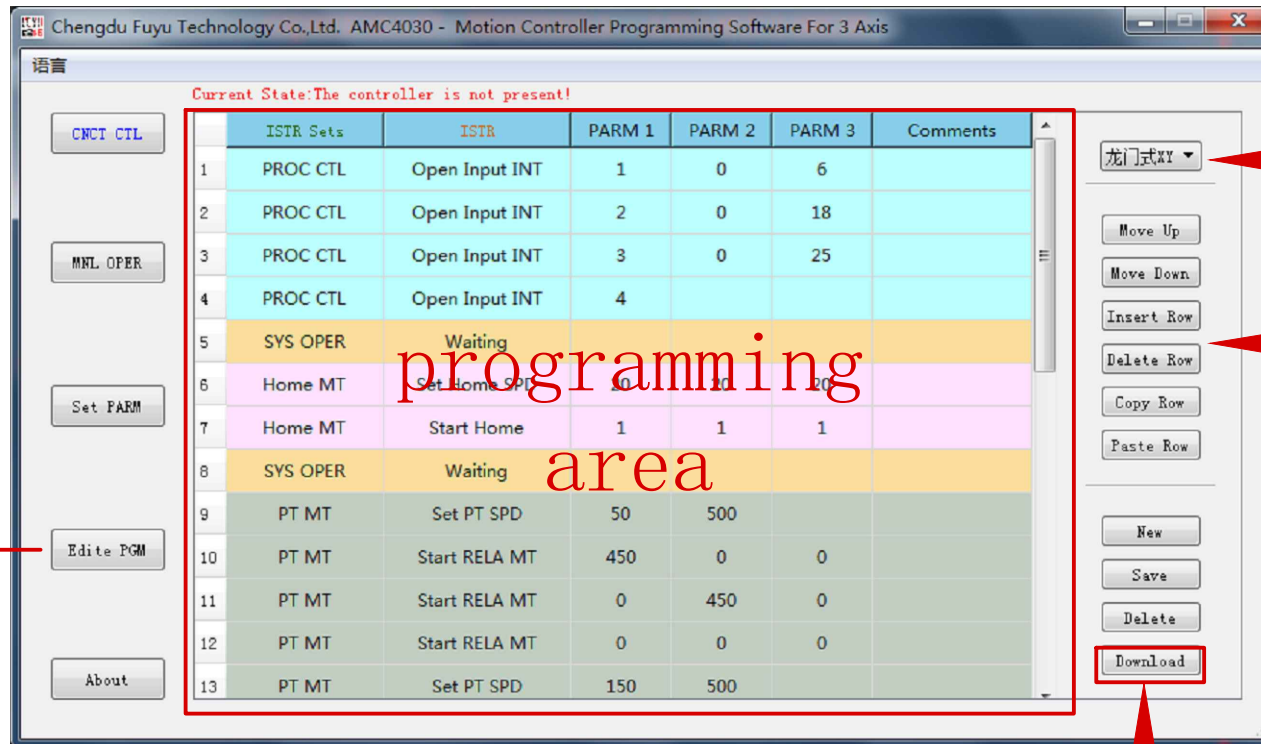 Chengdu Fuyu Technology Co.,Ltd. AMC4030 - Motion Controller Programming Software For 3 Axis
语言
Current State:The controller is not present!
CNCT CTL
MNL OPER
Set PARM
Edite PGM
About
ISTR Sets ISTR PARM 1 PARM 2 PARM 3 Comments
1 PROC CTL Open Input INT 1 0 6
2 PROC CTL Open Input INT 2 0 18
3 PROC CTL Open Input INT 3 0 25
4 PROC CTL Open Input INT 4
5 SYS OPER Waiting
6 Home MT Set Home SPD 20 20 20
7 Home MT Start Home 1 1 1
8 SYS OPER Waiting
9 PT MT Set PT SPD 50 500
10 PT MT Start RELA MT 450 0 0
11 PT MT Start RELA MT 0 450 0
12 PT MT Start RELA MT 0 0 0
13 PT MT Set PT SPD 150 500
programming
area
龙门式XY
Move Up
Move Down
Insert Row
Delete Row
Copy Row
Paste Row
New
Save
Delete
Download